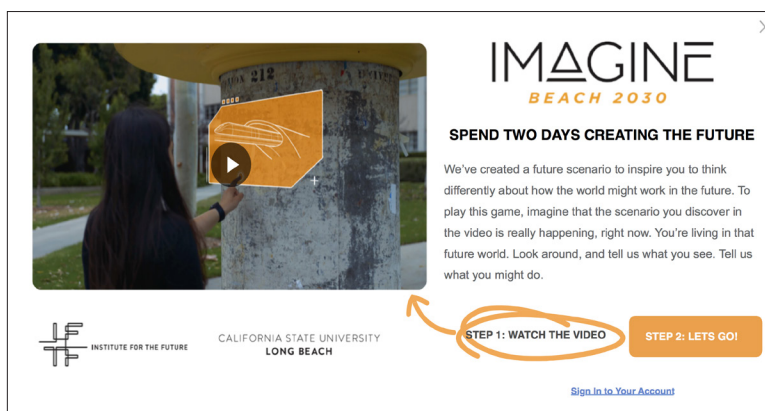 IMAGINE
BEACH 2030
SPEND TWO DAYS CREATING THE FUTURE
We've created a future scenario to inspire you to think
differently about how the world might work in the future. To
play this game, imagine that the scenario you discover in
the video is really happening, right now. You're living in that
future world. Look around, and tell us what you see. Tell us
what you might do.
INSTITUTE FOR THE FUTURE
CALIFORNIA STATE UNIVERSITY
LONG BEACH
STEP 1: WATCH THE VIDEO
STEP 2: LETS GO!
Sign In to Your Account